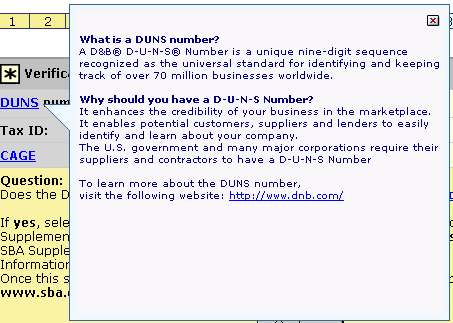 1 2 8
What is a DUNS number?
A D&B® D-U-N-S® Number is a unique nine-digit sequence
recognized as the universal standard for identifying and keeping
track of over 70 million businesses worldwide.
Verifica
DUNS num
Why should you have a D-U-N-S Number?
It enhances the credibility of your business in the marketplace.
It enables potential customers, suppliers and lenders to easily
identify and learn about your company.
The U.S. government and many major corporations require their
suppliers and contractors to have a D-U-N-S Number
To learn more about the DUNS number,
visit the following website: http://www.dnb.com/
Tax ID:
CAGE
Question:
Does the D
If yes, sele
Supplemen
SBA Supple
Information
Once this s
www.sba.